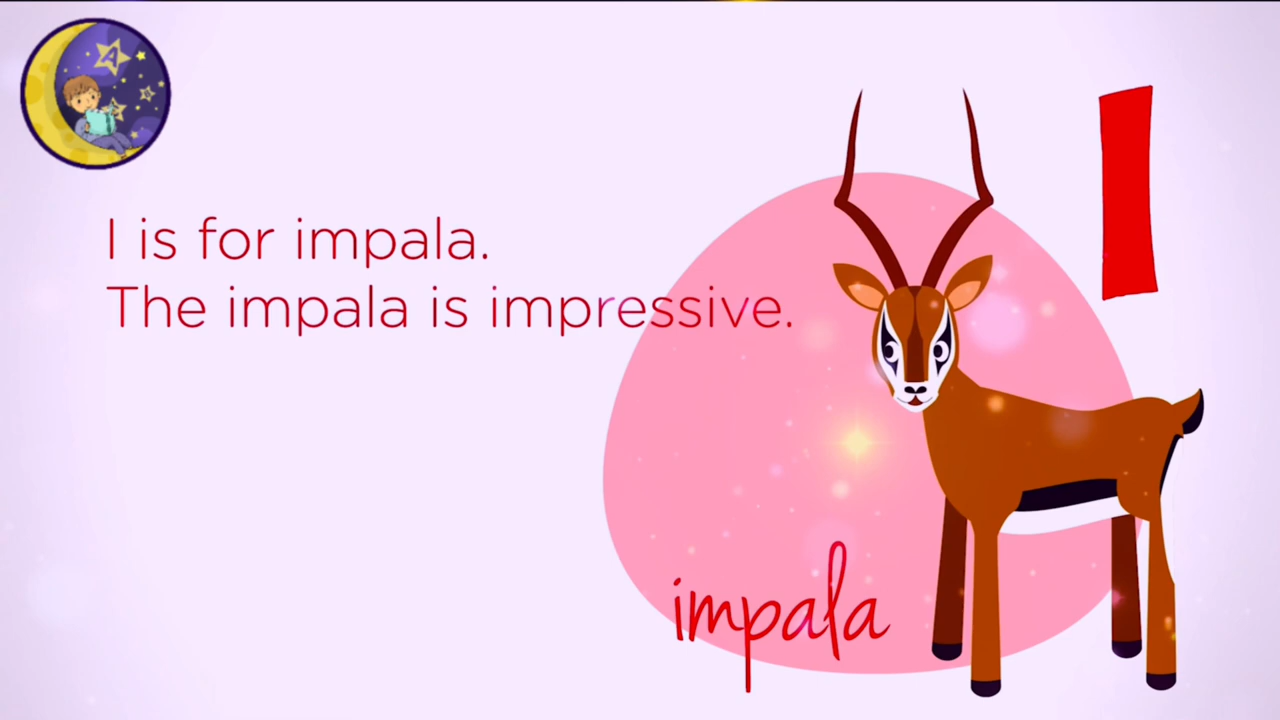 A
I
I is for impala.
The impala is impressive.
impala